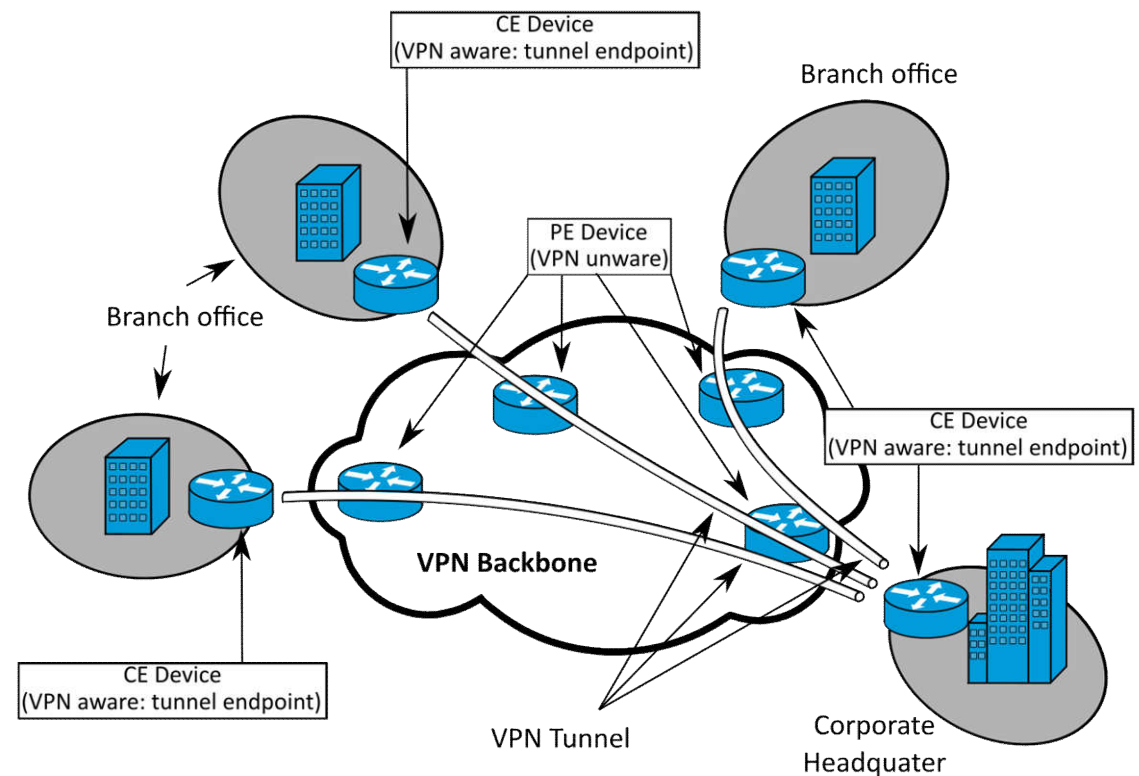 CE Device
(VPN aware: tunnel endpoint)
Branch office
PE Device
(VPN unware)
Branch office
CE Device
(VPN aware: tunnel endpoint)
VPN Backbone
CE Device
(VPN aware: tunnel endpoint)
VPN Tunnel
Corporate
Headquater